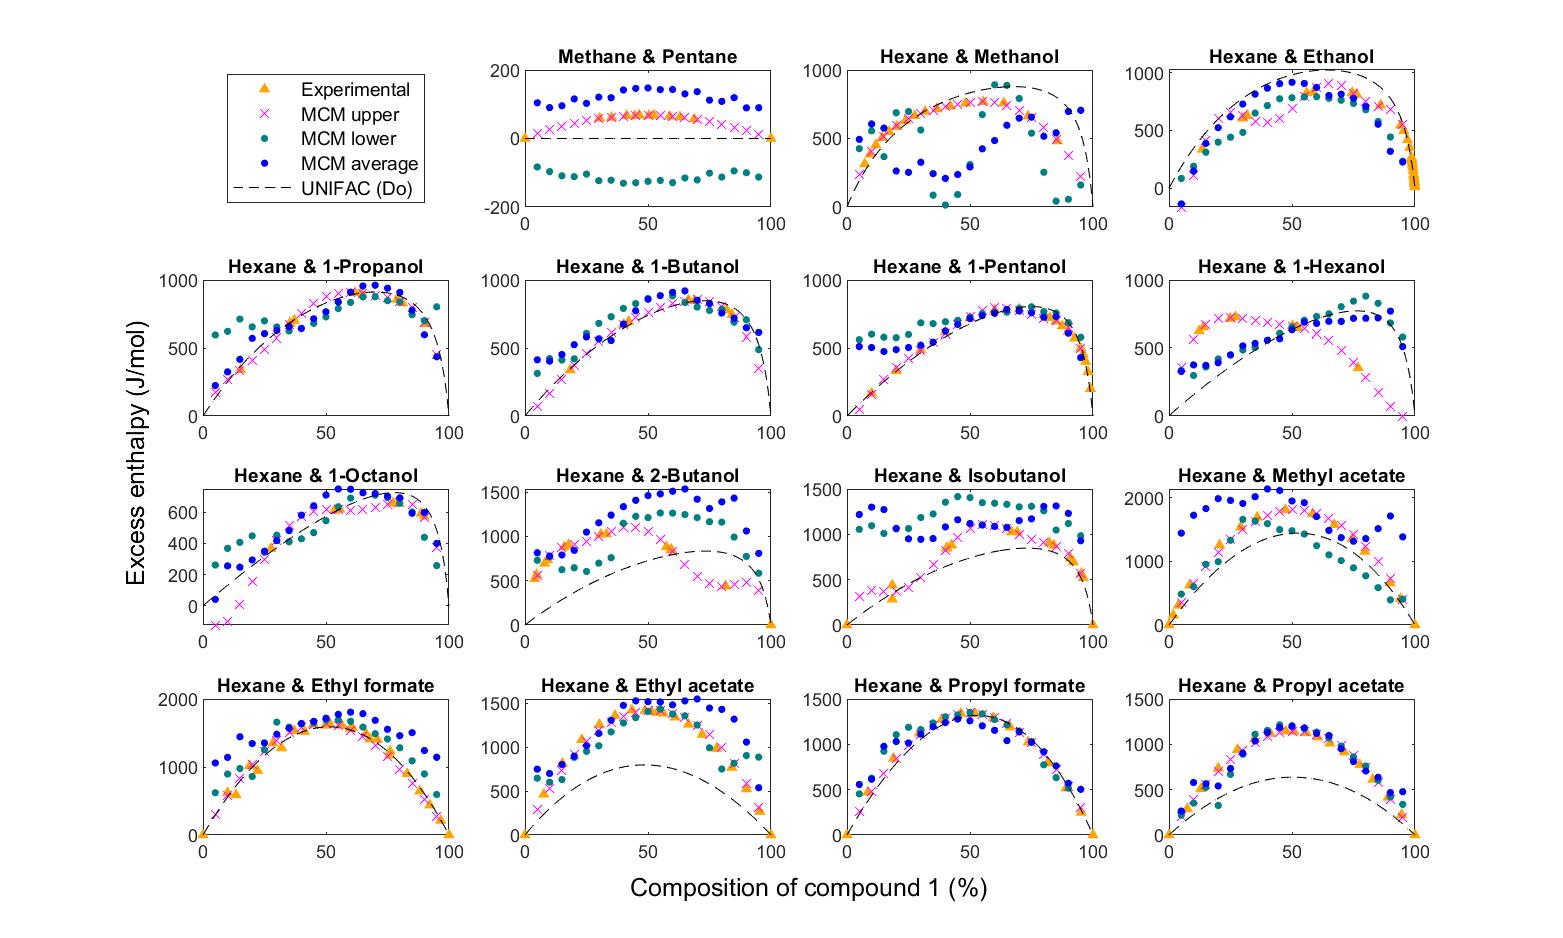 Experimental
MCM upper
MCM lower
MCM average
UNIFAC (Do)
Methane & Pentane
200
0
-200
0 50 100
Hexane & Methanol
1000
500
0
0 50 100
Hexane & Ethanol
1000
500
0
0 50 100
Hexane & 1-Propanol
1000
500
0
0 50 100
Hexane & 1-Butanol
1000
500
0
0 50 100
Hexane & 1-Pentanol
1000
500
0
0 50 100
Hexane & 1-Hexanol
1000
500
0
0 50 100
Hexane & 1-Octanol
600
400
200
0
0 50 100
Hexane & 2-Butanol
1500
1000
500
0
0 50 100
Hexane & Isobutanol
1500
1000
500
0
0 50 100
Hexane & Methyl acetate
2000
1000
0
0 50 100
Hexane & Ethyl formate
2000
1000
0
0 50 100
Hexane & Ethyl acetate
1500
1000
500
0
0 50 100
Hexane & Propyl formate
1500
1000
500
0
0 50 100
Hexane & Propyl acetate
1500
1000
500
0
0 50 100
Excess enthalpy (J/mol)
Composition of compound 1 (%)